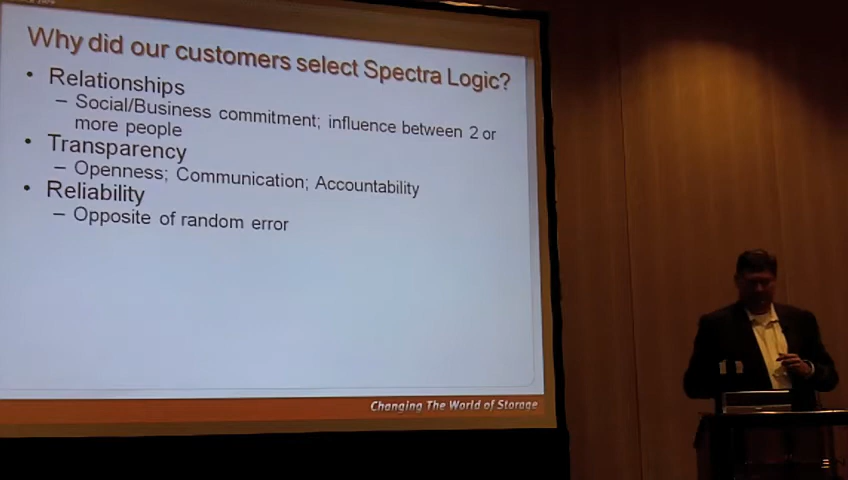 Why did our customers select Spectra Logic?
• Relationships
– Social/Business commitment; influence between 2 or
more people
• Transparency
– Openness; Communication; Accountability
• Reliability
– Opposite of random error
Changing The World of Storage